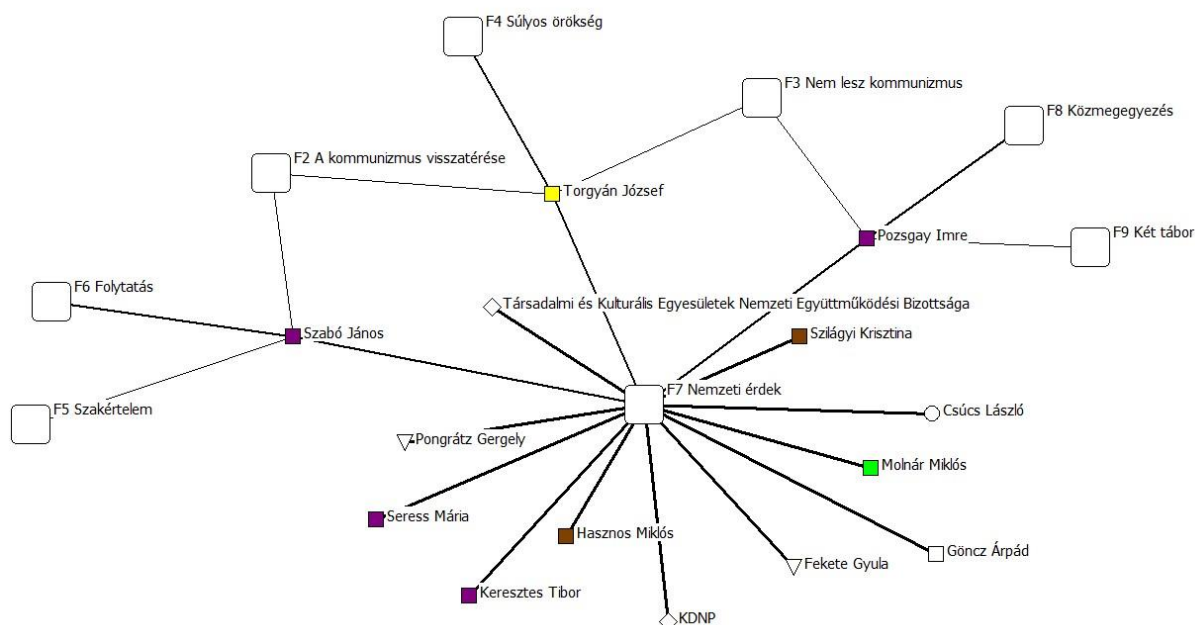 F4 Súlyos örökség
F3 Nem lesz kommunizmus
F8 Közmegegyezés
F2 A kommunizmus visszatérése
Torgyán József
Pozsgay Imre
F9 Két tábor
F6 Folytatás
Társadalmi és Kulturális Egyesületek Nemzeti Együttműködési Bizottsága
Szabó János
Szilágyi Krisztina
F7 Nemzeti érdek
F5 Szakértelem
Csúcs László
Pongrátz Gergely
Molnár Miklós
Seress Mária
Hasznos Miklós
Göncz Árpád
Fekete Gyula
Keresztes Tibor
KDNP